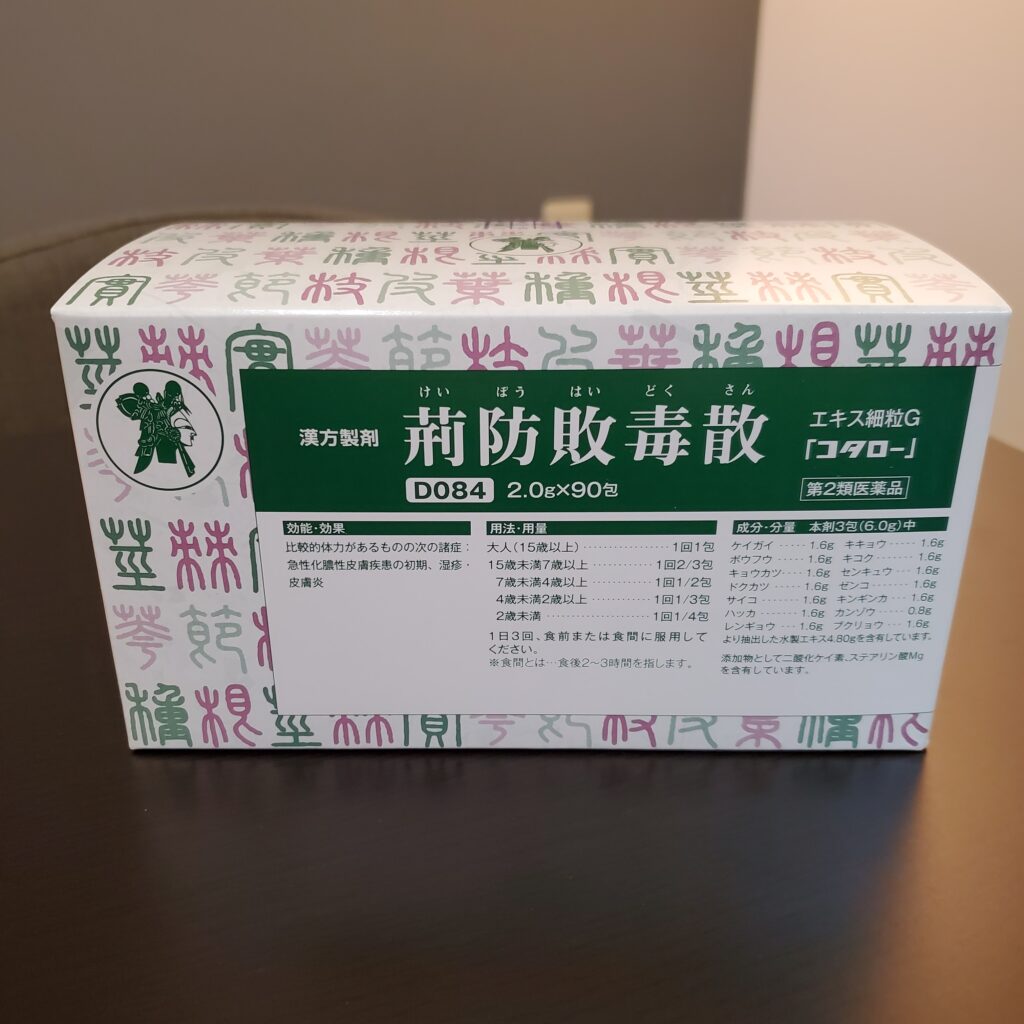 けい ぼう はい どく さん
漢方製剤 荊防敗毒散 エキス細粒G
「コタロー」
D084 2.0g×90包 第2類医薬品
効能・効果
比較的体力があるものの次の諸症:
急性化膿性皮膚疾患の初期、湿疹・
皮膚炎
用法・用量
大人(15歳以上)…………………1回1包
15歳未満7歳以上……………1回2/3包
7歳未満4歳以上……………1回1/2包
4歳未満2歳以上……………1回1/3包
2歳未満…………………1回1/4包
1日3回、食前または食間に服用して
ください。
※食間とは…食後2〜3時間を指します。
成分・分量 本剤3包(6.0g)中
ケイガイ……1.6g キキョウ……1.6g
ボウフウ……1.6g キコク……1.6g
キョウカツ……1.6g センキュウ……1.6g
ドクカツ……1.6g ゼンコ……1.6g
サイコ……1.6g キンギンカ……1.6g
ハッカ……1.6g カンゾウ……0.8g
レンギョウ……1.6g ブクリョウ……1.6g
より抽出した水製エキス4.80gを含有しています。
添加物として二酸化ケイ素、ステアリン酸Mg
を含有しています。